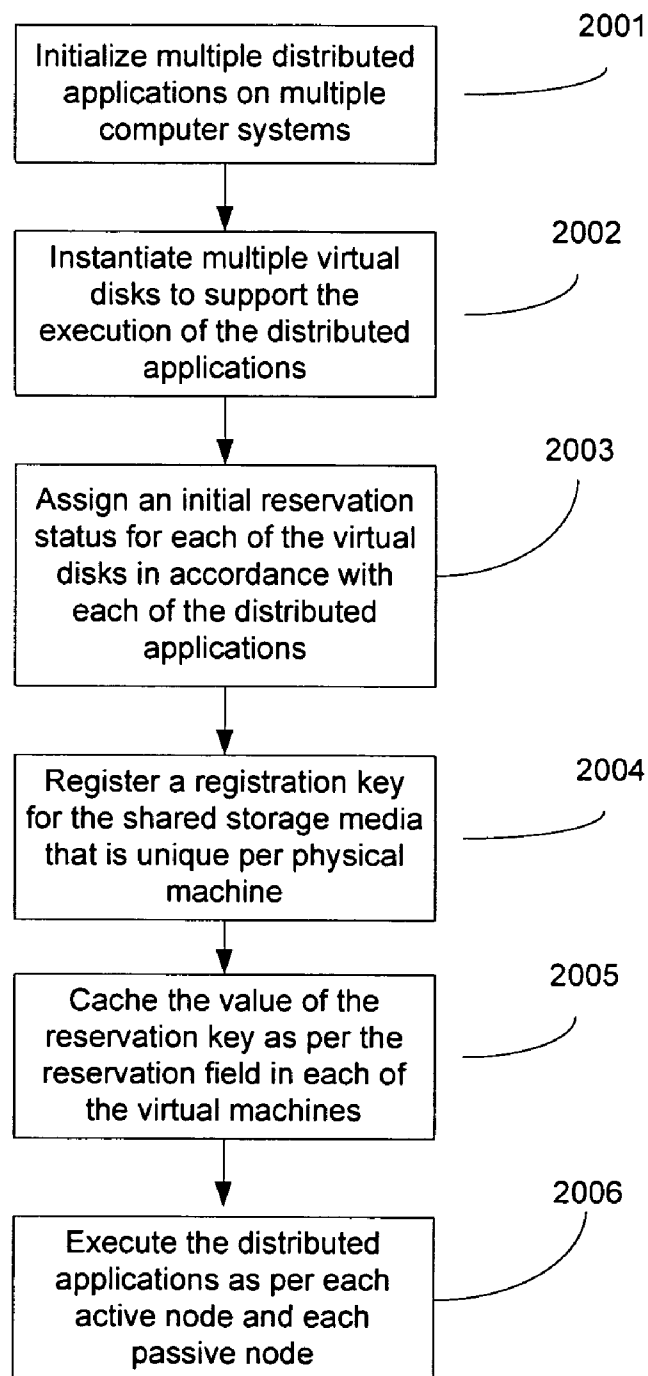 2001
Initialize multiple distributed
applications on multiple
computer systems
2002
Instantiate multiple virtual
disks to support the
execution of the distributed
applications
2003
Assign an initial reservation
status for each of the virtual
disks in accordance with
each of the distributed
applications
2004
Register a registration key
for the shared storage media
that is unique per physical
machine
2005
Cache the value of the
reservation key as per the
reservation field in each of
the virtual machines
2006
Execute the distributed
applications as per each
active node and each
passive node